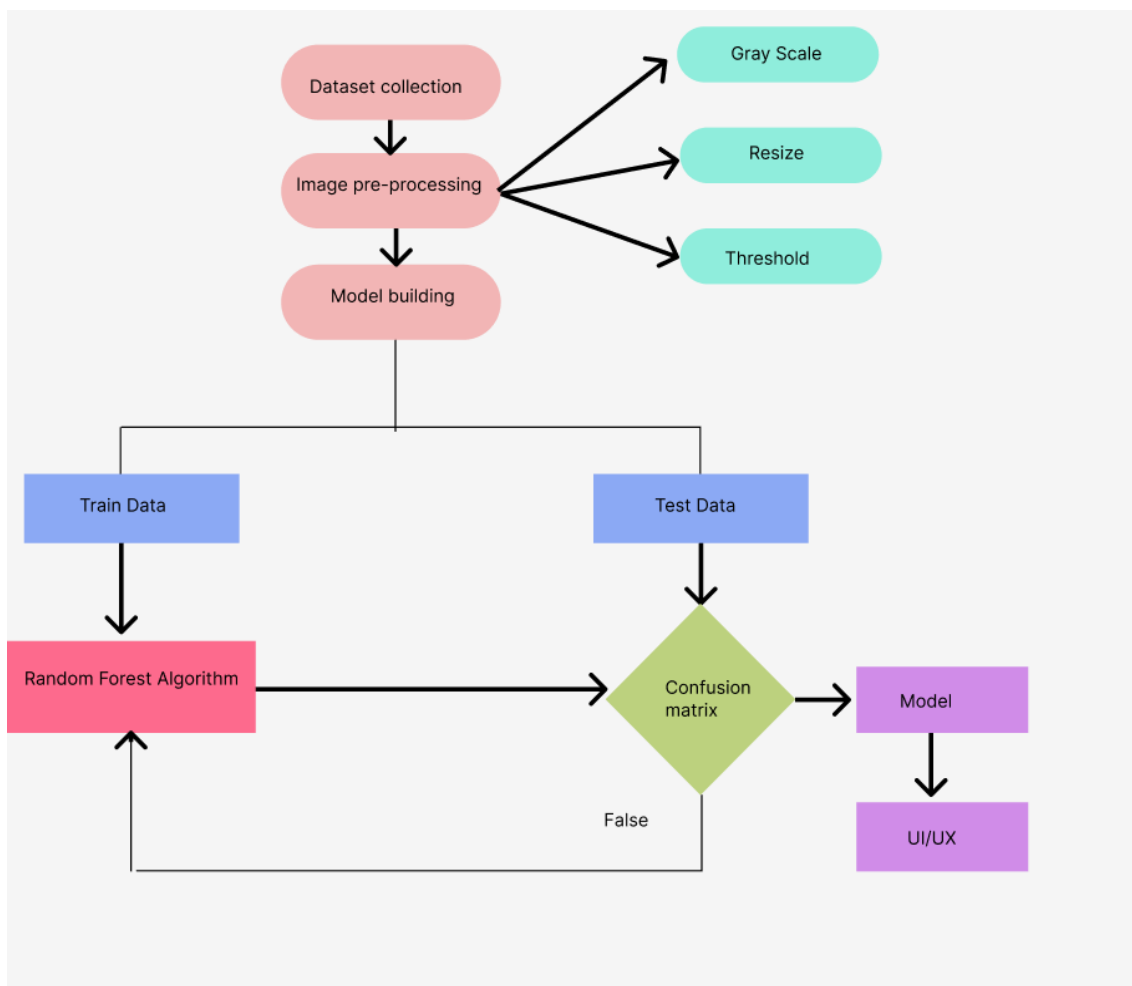 Dataset collection
Gray Scale
Image pre-processing
Resize
Threshold
Model building
Train Data
Test Data
Random Forest Algorithm
Confusion
matrix
Model
False
UI/UX